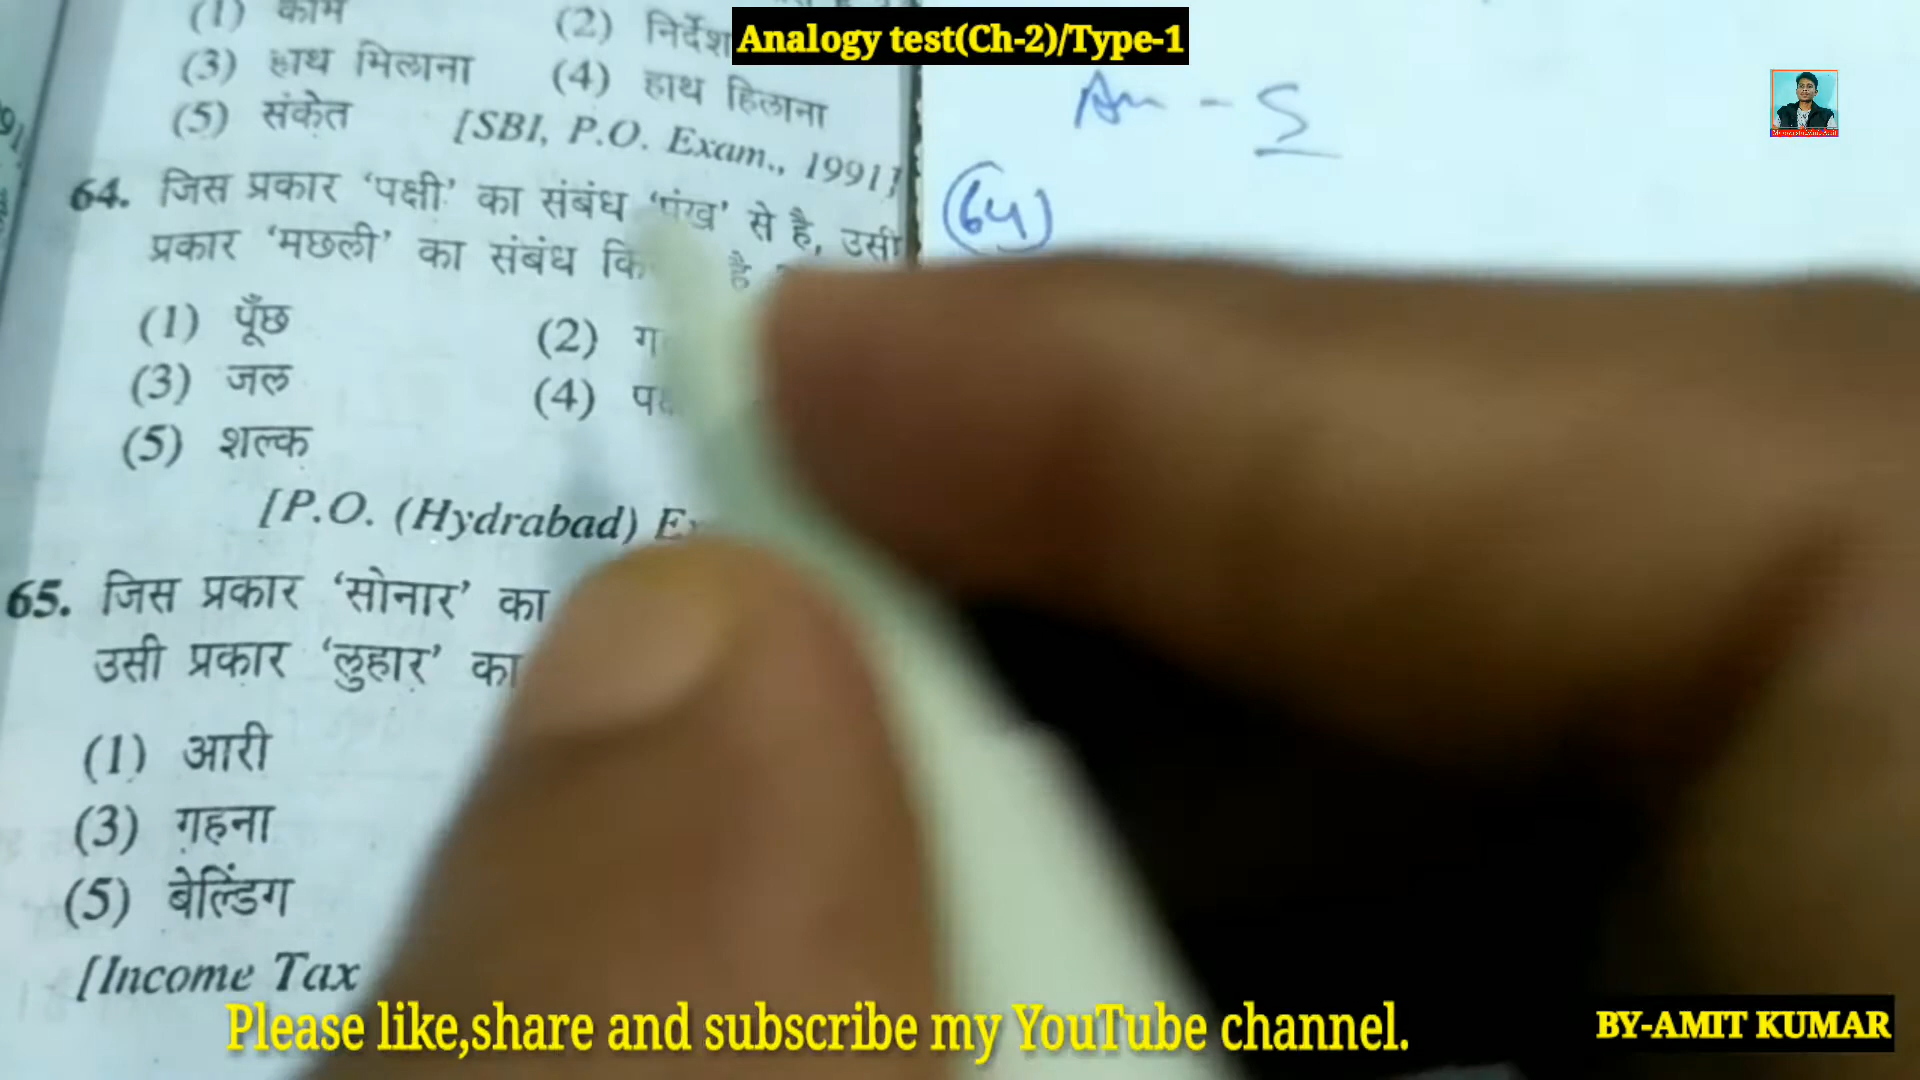 Analogy test(Ch-2)/Type-1
(1) काम (2) निर्देश
(3) हाथ मिलाना (4) हाथ हिलाना
(5) संकेत [SBI, P.O. Exam., 1991]
64. जिस प्रकार ‘पक्षी’ का संबंध ‘पंख’ से है, उसी
प्रकार ‘मछली’ का संबंध है
(1) पूँछ (2)
(3) जल (4)
(5) शल्क
[P.O. (Hydrabad)
65. जिस प्रकार ‘सोनार’ का
उसी प्रकार ‘लुहार’ का
(1) आरी
(3) गहना
(5) बेल्डिंग
[Income Tax
Ans - 5
(64)
Please like,share and subscribe my YouTube channel.
BY-AMIT KUMAR